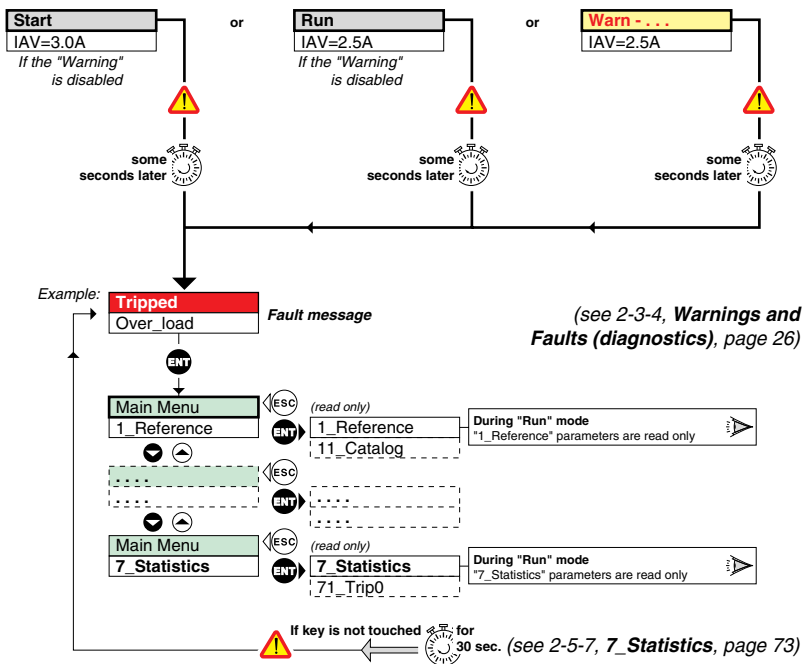 Start
or
Run
or
Warn - . . .
IAV=3.0A
IAV=2.5A
IAV=2.5A
If the "Warning"
is disabled
If the "Warning"
is disabled
some
seconds later
some
seconds later
some
seconds later
Example:
Tripped
Over_load
Fault message
(see 2-3-4, Warnings and
Faults (diagnostics), page 26)
ENT
Main Menu
1_Reference
ESC
ENT
(read only)
1_Reference
11_Catalog
During "Run" mode
"1_Reference" parameters are read only
. . . .
. . . .
ESC
ENT
. . . .
. . . .
Main Menu
7_Statistics
ESC
ENT
(read only)
7_Statistics
71_Trip0
During "Run" mode
"7_Statistics" parameters are read only
If key is not touched for
30 sec. (see 2-5-7, 7_Statistics, page 73)